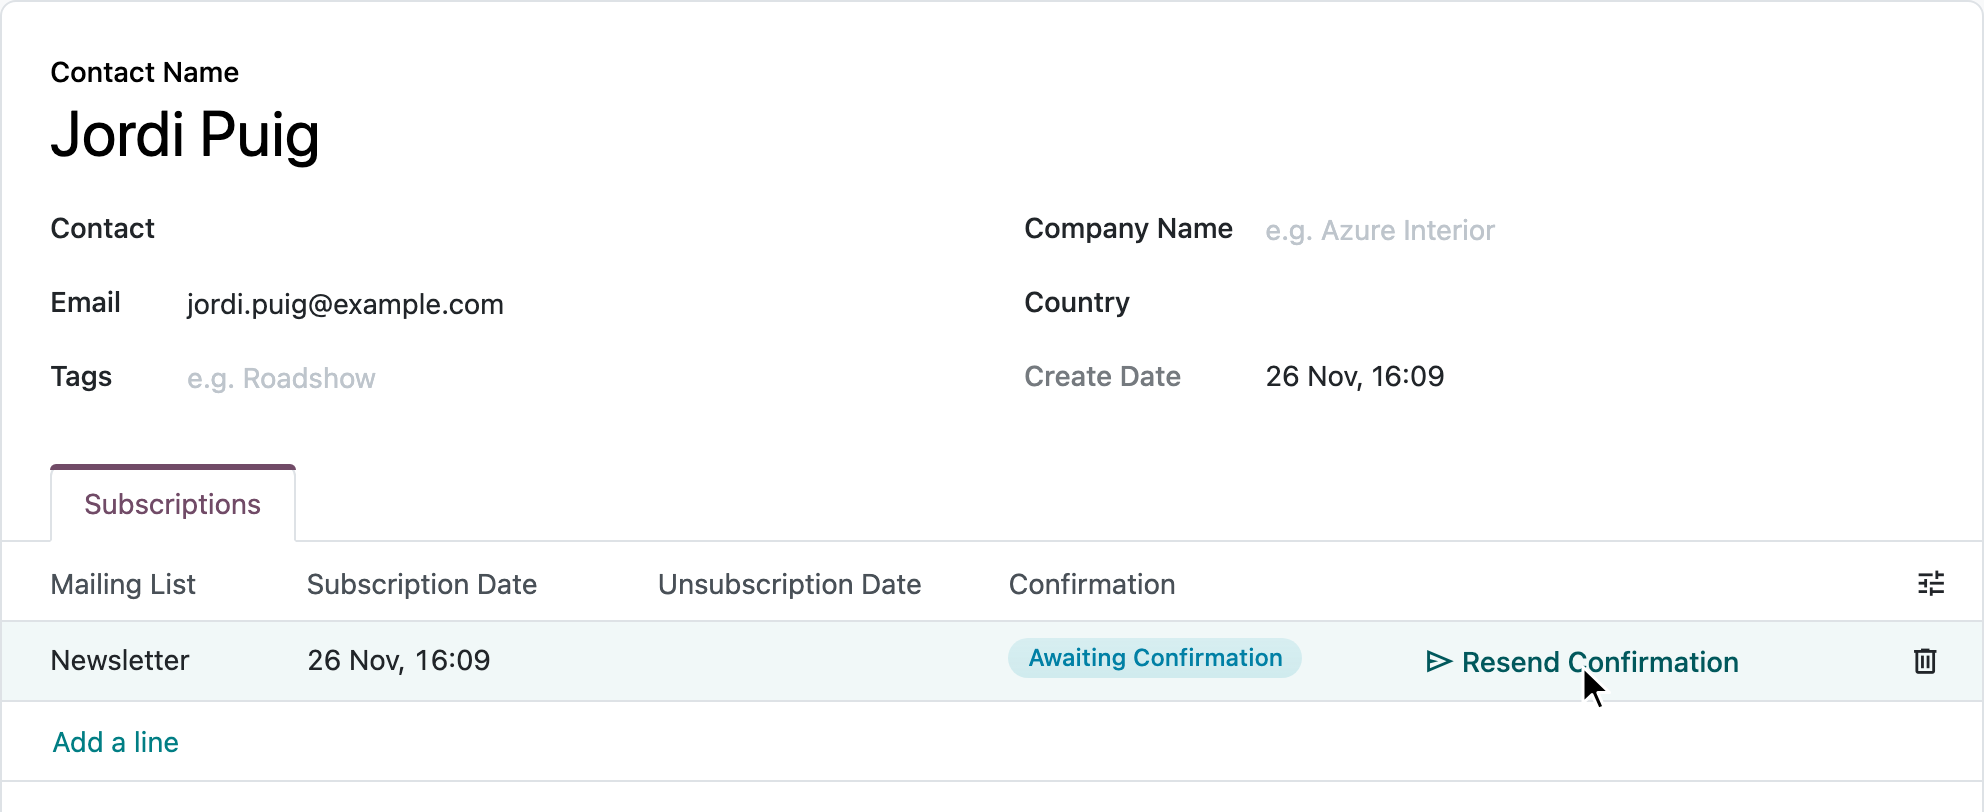 Contact Name
Jordi Puig
Contact
Company Name e.g. Azure Interior
Email jordi.puig@example.com
Country
Tags e.g. Roadshow
Create Date 26 Nov, 16:09
Subscriptions
Mailing List Subscription Date Unsubscription Date Confirmation
Newsletter 26 Nov, 16:09 Awaiting Confirmation Resend Confirmation
Add a line